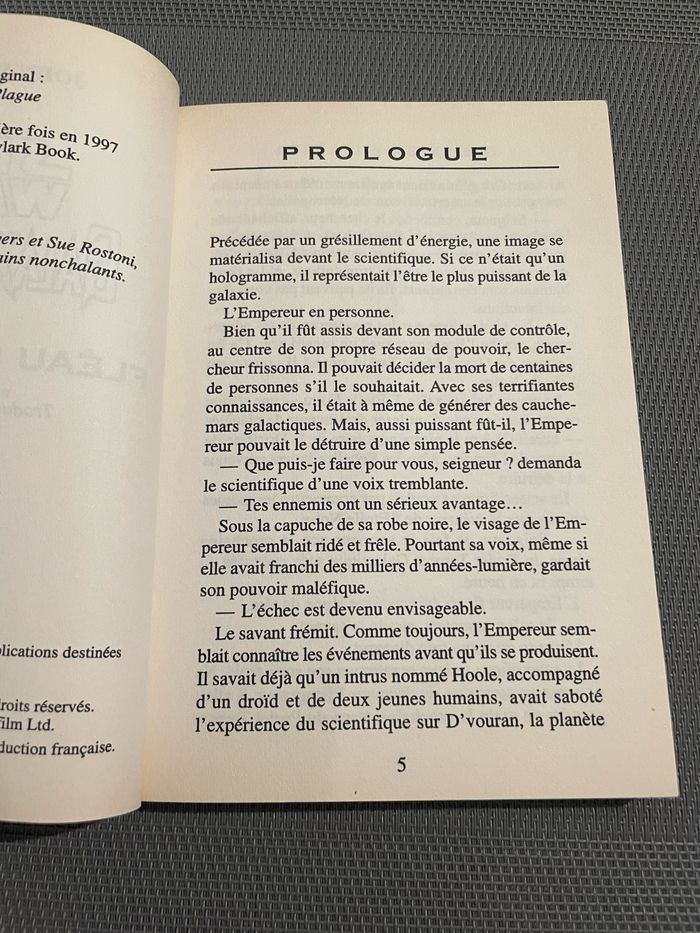 ginal :
Plague
ère fois en 1997
ylark Book.
ers et Sue Rostoni,
ains nonchalants.
plications destinées
droits réservés.
film Ltd.
duction française.
PROLOGUE
Précédée par un grésillement d'énergie, une image se
matérialisa devant le scientifique. Si ce n'était qu'un
hologramme, il représentait l'être le plus puissant de la
galaxie.
L'Empereur en personne.
Bien qu'il fût assis devant son module de contrôle,
au centre de son propre réseau de pouvoir, le cher-
cheur frissonna. Il pouvait décider la mort de centaines
de personnes s'il le souhaitait. Avec ses terrifiantes
connaissances, il était à même de générer des cauche-
mars galactiques. Mais, aussi puissant fût-il, l'Empe-
reur pouvait le détruire d'une simple pensée.
— Que puis-je faire pour vous, seigneur ? demanda
le scientifique d'une voix tremblante.
— Tes ennemis ont un sérieux avantage…
Sous la capuche de sa robe noire, le visage de l'Em-
pereur semblait ridé et frêle. Pourtant sa voix, même si
elle avait franchi des milliers d'années-lumière, gardait
son pouvoir maléfique.
— L'échec est devenu envisageable.
Le savant frémit. Comme toujours, l'Empereur sem-
blait connaître les événements avant qu'ils se produisent.
Il savait déjà qu'un intrus nommé Hoole, accompagné
d'un droïd et de deux jeunes humains, avait saboté
l'expérience du scientifique sur D'vouran, la planète
5